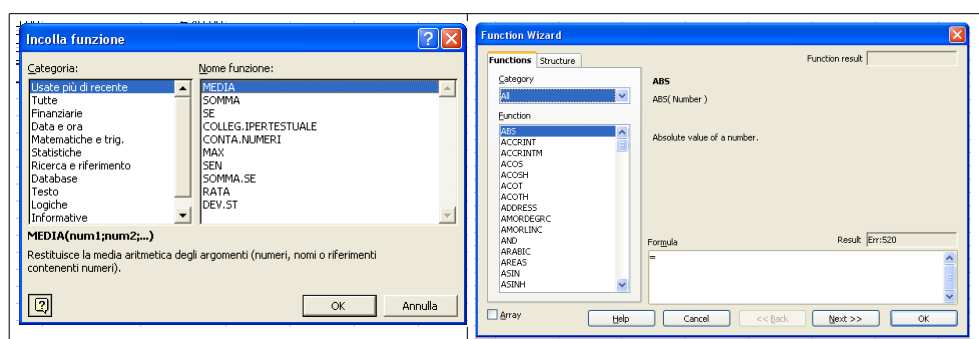 Incolla funzione
Categoria:
Nome funzione:
Usate più di recente
Tutte
Finanziarie
Data e ora
Matematiche e trig.
Statistiche
Ricerca e riferimento
Database
Testo
Logiche
Informative
MEDIA
SOMMA
SE
COLLEG.IPERTESTUALE
CONTA.NUMERI
MAX
SEN
SOMMA.SE
RATA
DEV.ST
MEDIA(num1;num2;...)
Restituisce la media aritmetica degli argomenti (numeri, nomi o riferimenti
contenenti numeri).
OK
Annulla
Function Wizard
Functions
Structure
Function result
Category
All
Function
ABS
ACCRINT
ACCRINTM
ACOS
ACOSH
ACOT
ACOTH
ADDRESS
AMORDEGRC
AMORLINC
AND
ARABIC
AREAS
ASIN
ASINH
ABS
ABS( Number )
Absolute value of a number.
Formula
Result Err:520
=
Array
Help
Cancel
<< Back
Next >>
OK